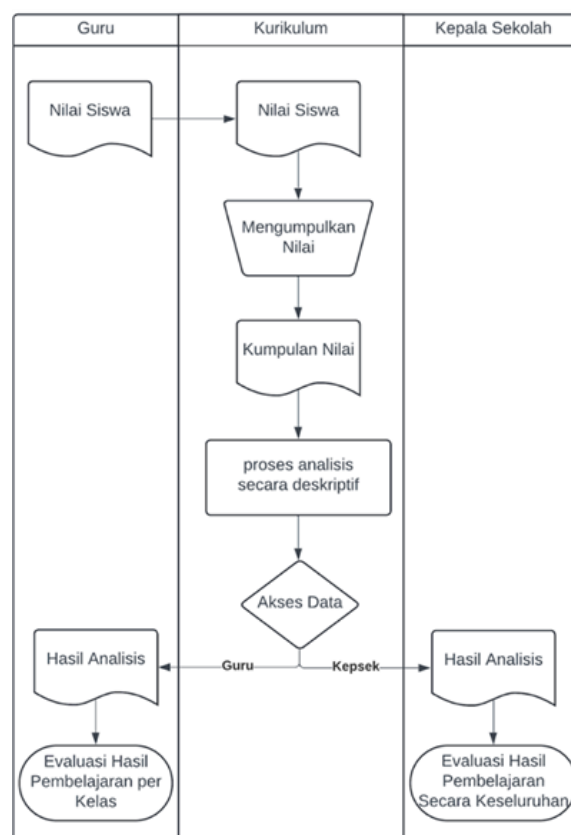 Guru
Kurikulum
Kepala Sekolah
Nilai Siswa
Nilai Siswa
Mengumpulkan
Nilai
Kumpulan Nilai
proses analisis
secara deskriptif
Akses Data
Guru
Kepsek
Hasil Analisis
Hasil Analisis
Evaluasi Hasil
Pembelajaran per
Kelas
Evaluasi Hasil
Pembelajaran
Secara Keseluruhan